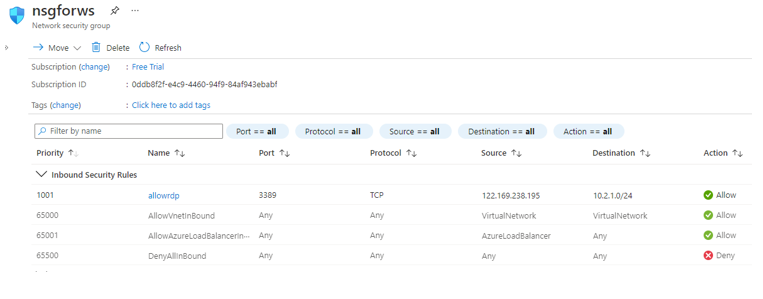 nsgforws
Network security group
Move Delete Refresh
Subscription (change) : Free Trial
Subscription ID : 0ddb8f2f-e4c9-4460-94f9-84af943ebabf
Tags (change) : Click here to add tags
Filter by name Port == all Protocol == all Source == all Destination == all Action == all
Priority Name Port Protocol Source Destination Action
Inbound Security Rules
1001 allowrdp 3389 TCP 122.169.238.195 10.2.1.0/24 Allow
65000 AllowVnetInBound Any Any VirtualNetwork VirtualNetwork Allow
65001 AllowAzureLoadBalancerIn··· Any Any AzureLoadBalancer Any Allow
65500 DenyAllInBound Any Any Any Any Deny